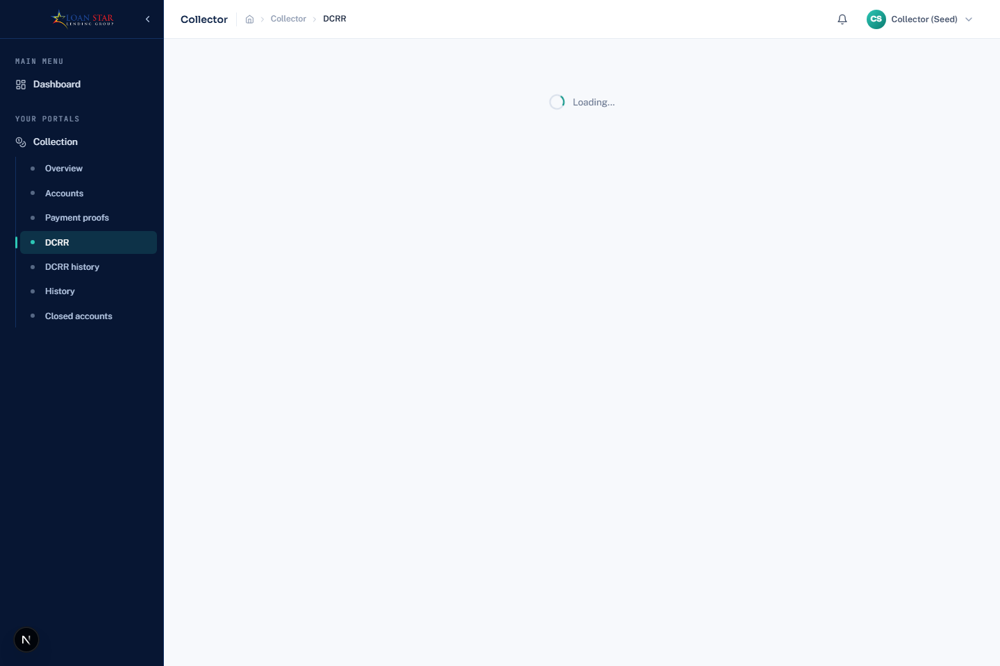 LOAN STAR
LENDING GROUP
MAIN MENU
Dashboard
YOUR PORTALS
Collection
Overview
Accounts
Payment proofs
DCRR
DCRR history
History
Closed accounts
N
Collector
Collector
DCRR
CS
Collector (Seed)
Loading...